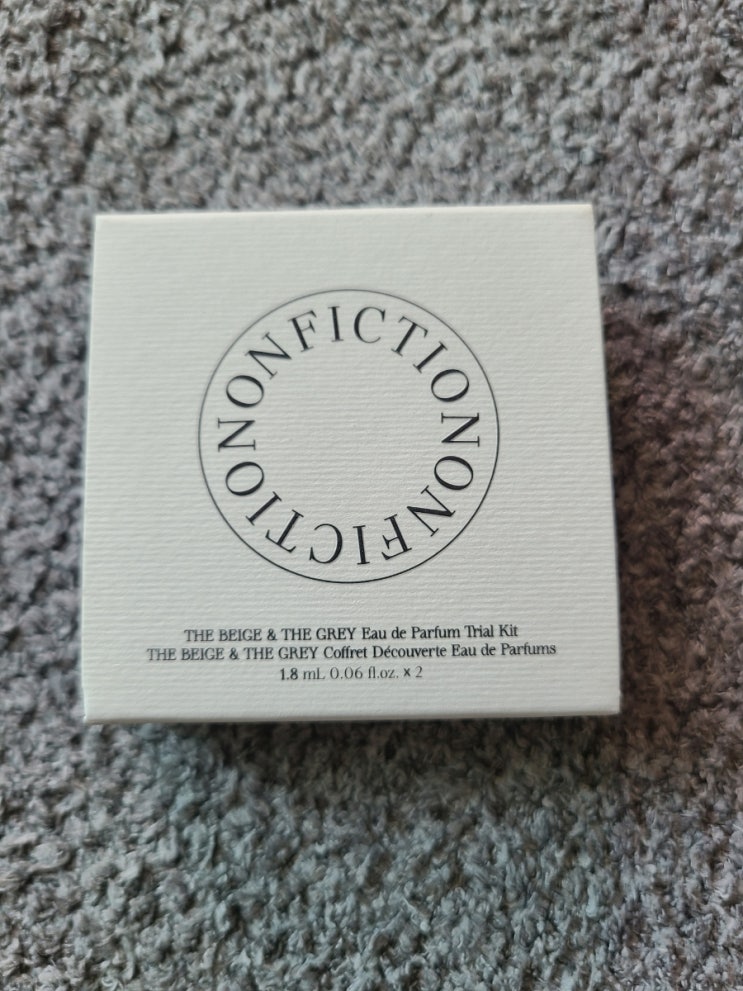 NONFICTIONONFICTION
THE BEIGE & THE GREY Eau de Parfum Trial Kit
THE BEIGE & THE GREY Coffret Découverte Eau de Parfums
1.8 mL 0.06 fl.oz. x 2